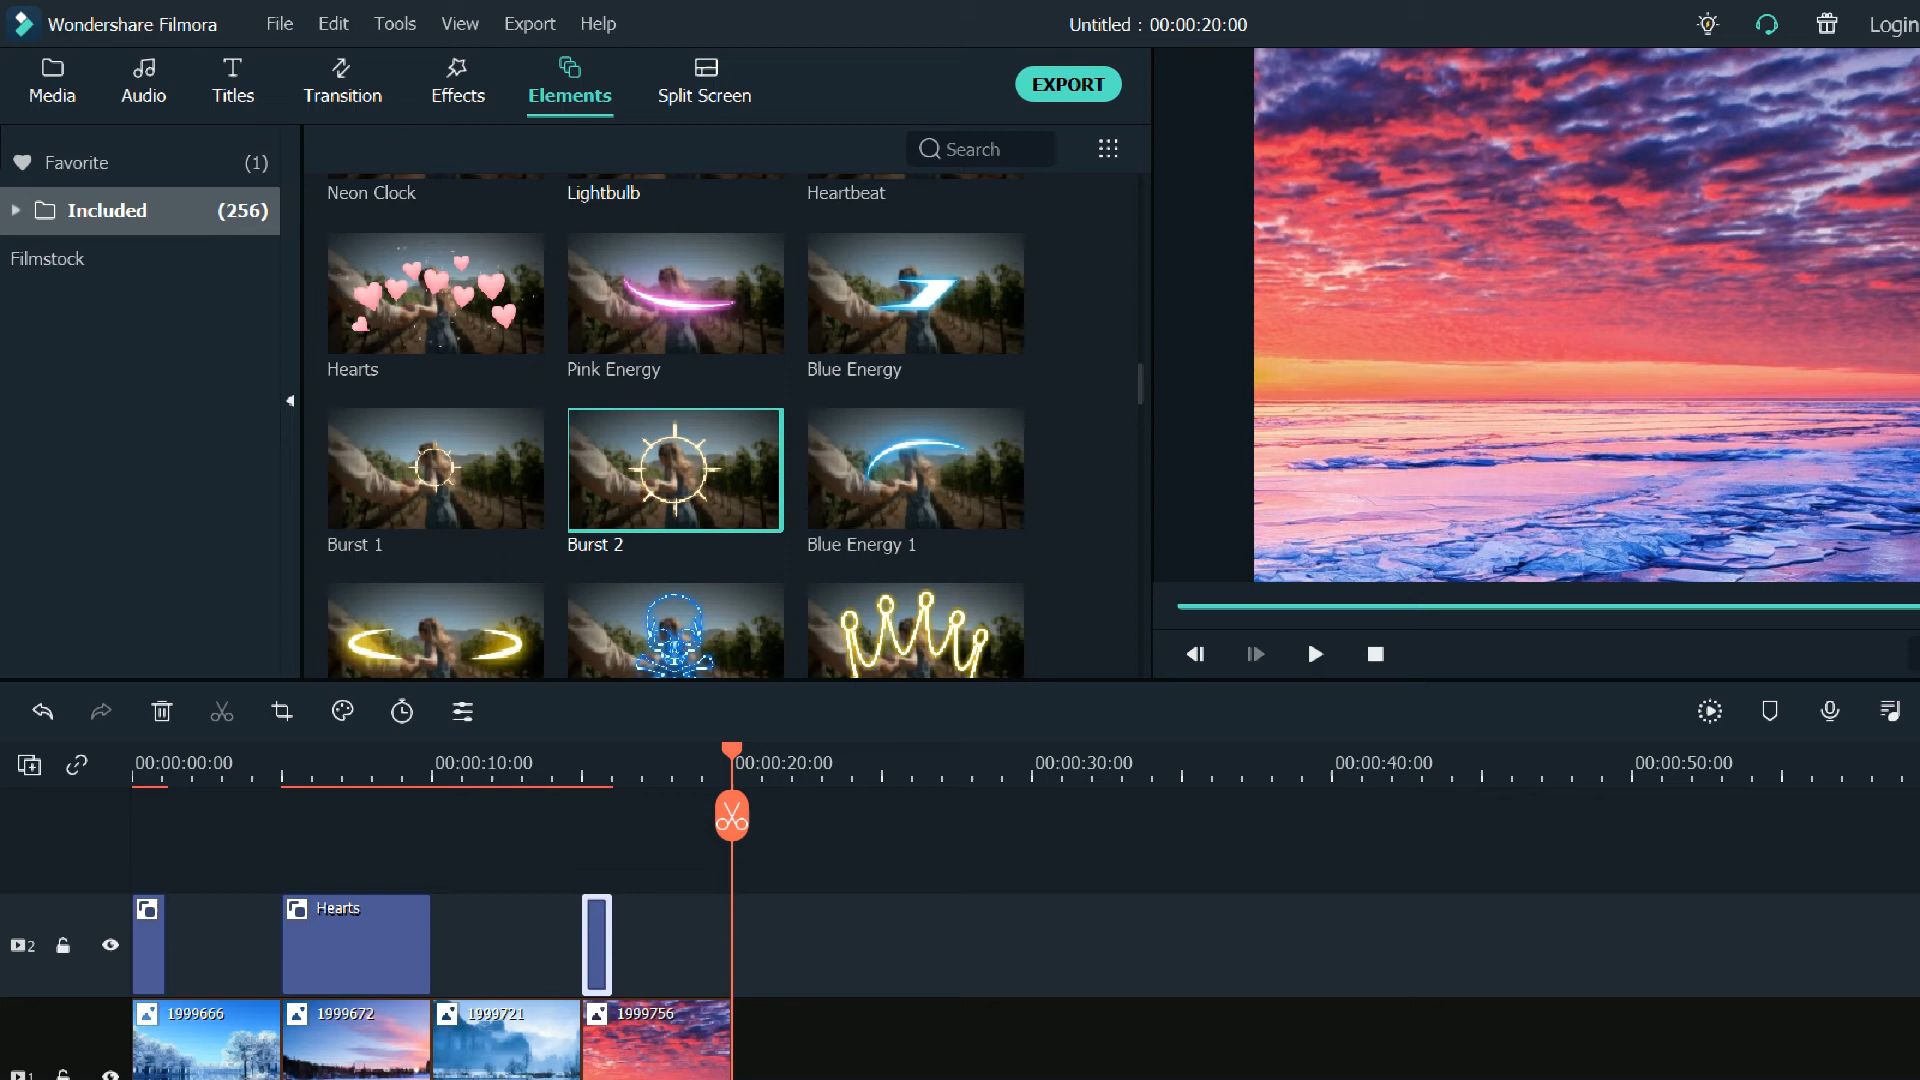 Wondershare Filmora File Edit Tools View Export Help Untitled : 00:00:20:00 Login
Media Audio Titles Transition Effects Elements Split Screen EXPORT
Favorite (1)
Included (256)
Filmstock
Search
Neon Clock Lightbulb Heartbeat
Hearts Pink Energy Blue Energy
Burst 1 Burst 2 Blue Energy 1
00:00:00:00 00:00:10:00 00:00:20:00 00:00:30:00 00:00:40:00 00:00:50:00
2 Hearts
1999666 1999672 1999721 1999756
1